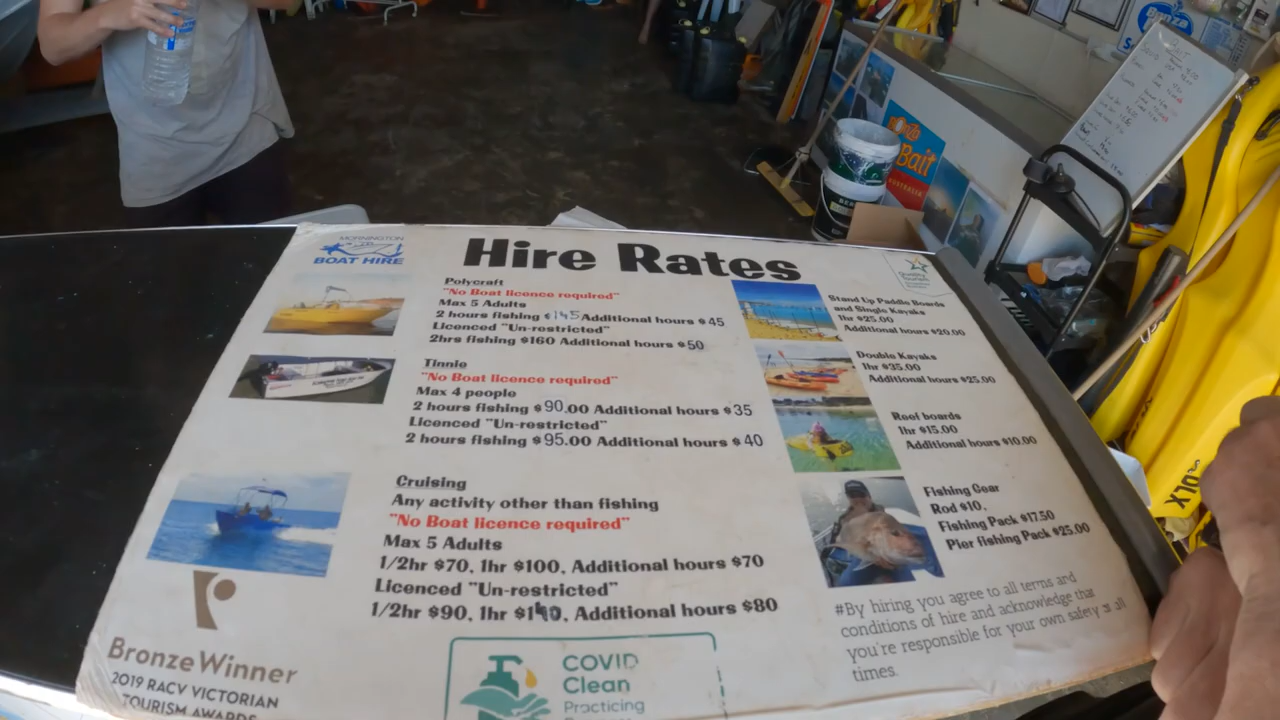 MORNINGTON
BOAT HIRE
Hire Rates
Polycraft
"No Boat licence required"
Max 5 Adults
2 hours fishing $145 Additional hours $45
Licenced "Un-restricted"
2hrs fishing $160 Additional hours $50
Tinnie
"No Boat licence required"
Max 4 people
2 hours fishing $90.00 Additional hours $35
Licenced "Un-restricted"
2 hours fishing $95.00 Additional hours $40
Cruising
Any activity other than fishing
"No Boat licence required"
Max 5 Adults
1/2hr $70, 1hr $100, Additional hours $70
Licenced "Un-restricted"
1/2hr $90, 1hr $140, Additional hours $80
Bronze Winner
2019 RACV VICTORIAN
TOURISM AWARDS
COVID
Clean
Practicing
Quality
Tourism
Stand Up Paddle Boards
and Single Kayaks
1hr $25.00
Additional hours $20.00
Double Kayaks
1hr $35.00
Additional hours $25.00
Reef boards
1hr $15.00
Additional hours $10.00
Fishing Gear
Rod $10.
Fishing Pack $17.50
Pier fishing Pack $25.00
#By hiring you agree to all terms and
conditions of hire and acknowledge that
you're responsible for your own safety at all
times.
Bait
AUSTRALIA
DLX